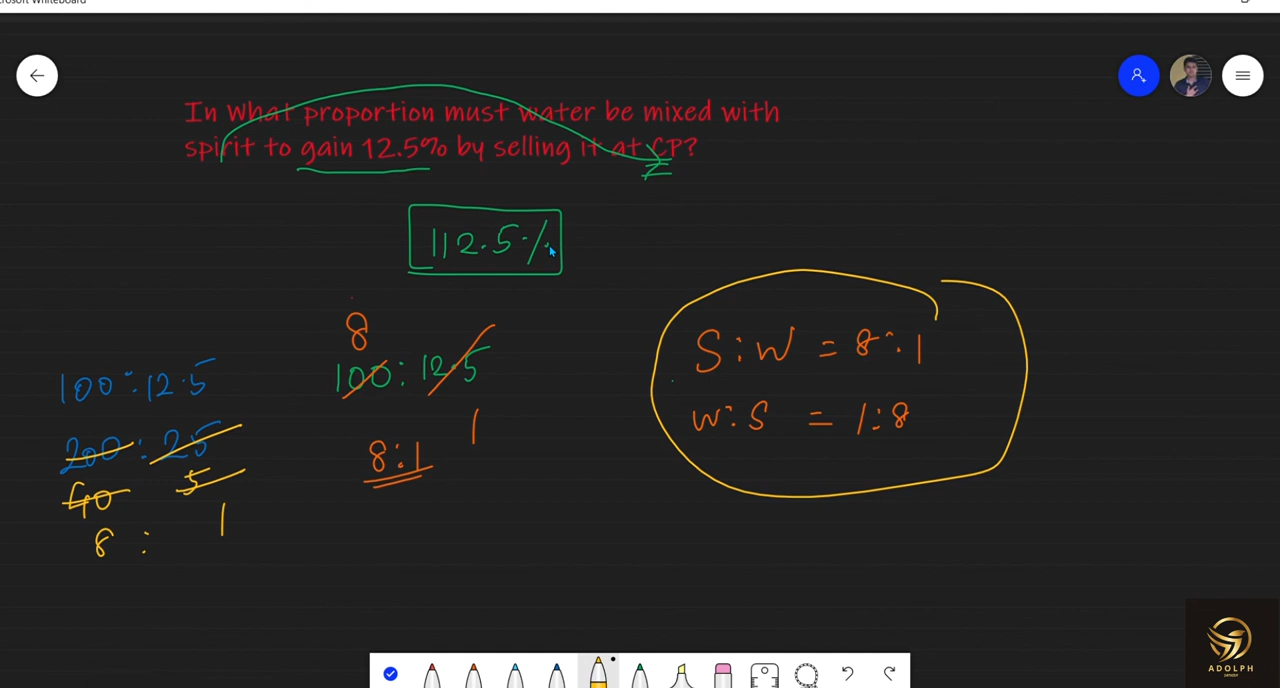 In What proportion must water be mixed with
spirit to gain 12.5% by selling it at CP?
112.5%
8
100 : 12.5
1
8:1
100 : 12.5
200 : 25
40 5
8 : 1
S:W = 8:1
W:S = 1:8
ADOLPH